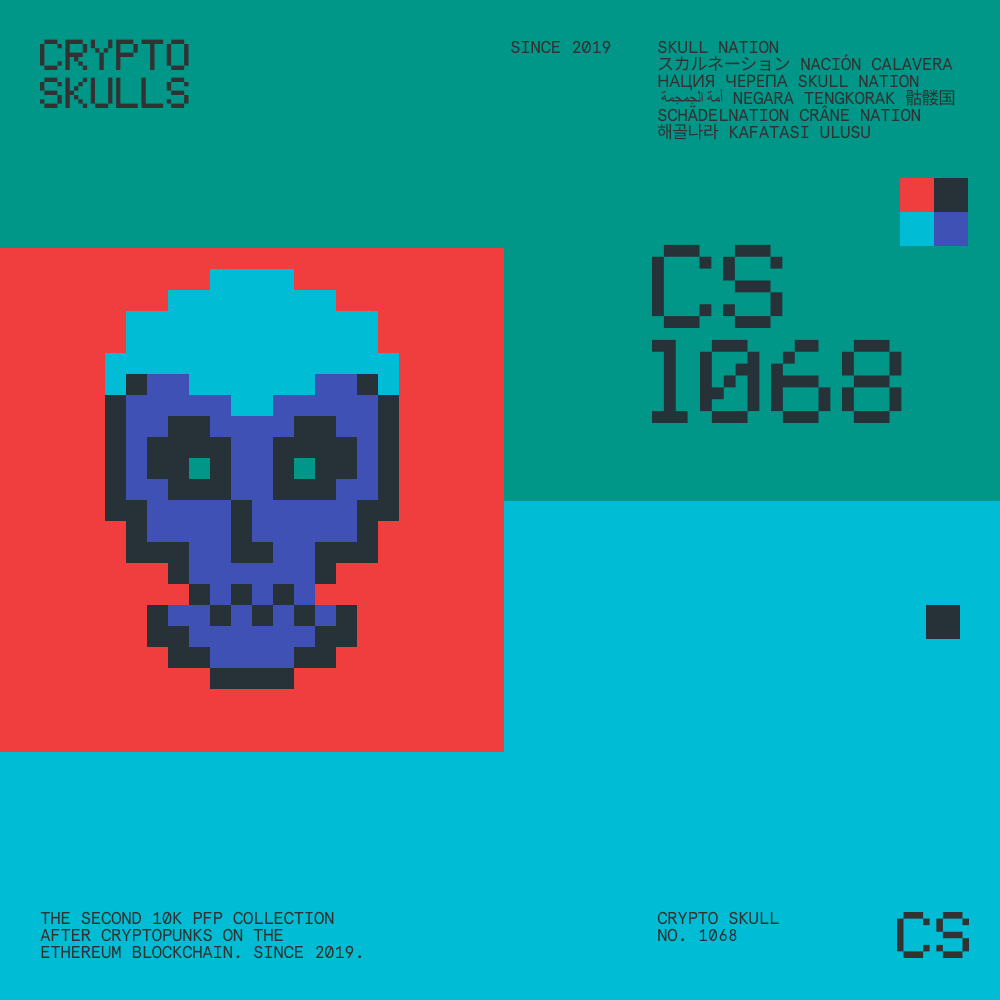 CRYPTO
SKULLS
SINCE 2019
SKULL NATION
スカルネーション NACIÓN CALAVERA
НАЦИЯ ЧЕРЕПА SKULL NATION
أمة الجمجمة NEGARA TENGKORAK 骷髅国
SCHÄDELNATION CRÂNE NATION
해골나라 KAFATASI ULUSU
CS
1068
THE SECOND 10K PFP COLLECTION
AFTER CRYPTOPUNKS ON THE
ETHEREUM BLOCKCHAIN. SINCE 2019.
CRYPTO SKULL
NO. 1068
CS